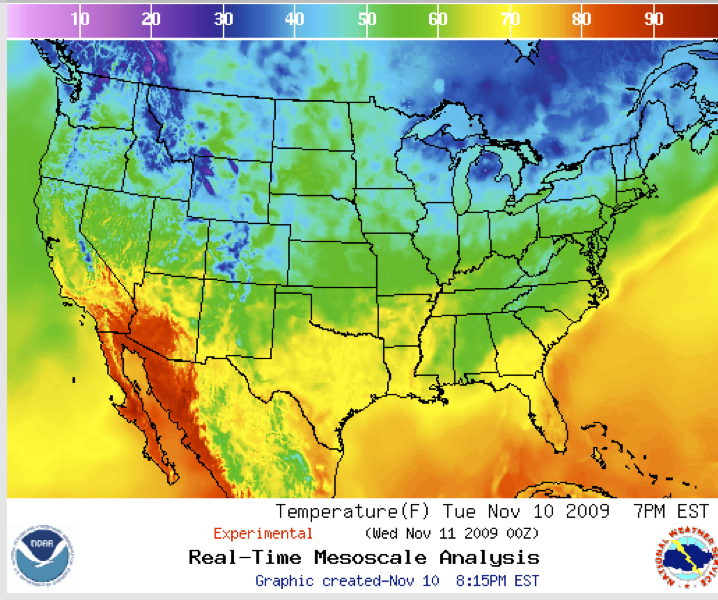 10 20 30 40 50 60 70 80 90
Temperature(F) Tue Nov 10 2009 7PM EST
Experimental (Wed Nov 11 2009 00Z)
Real-Time Mesoscale Analysis
Graphic created-Nov 10 8:15PM EST
NOAA
NATIONAL WEATHER SERVICE